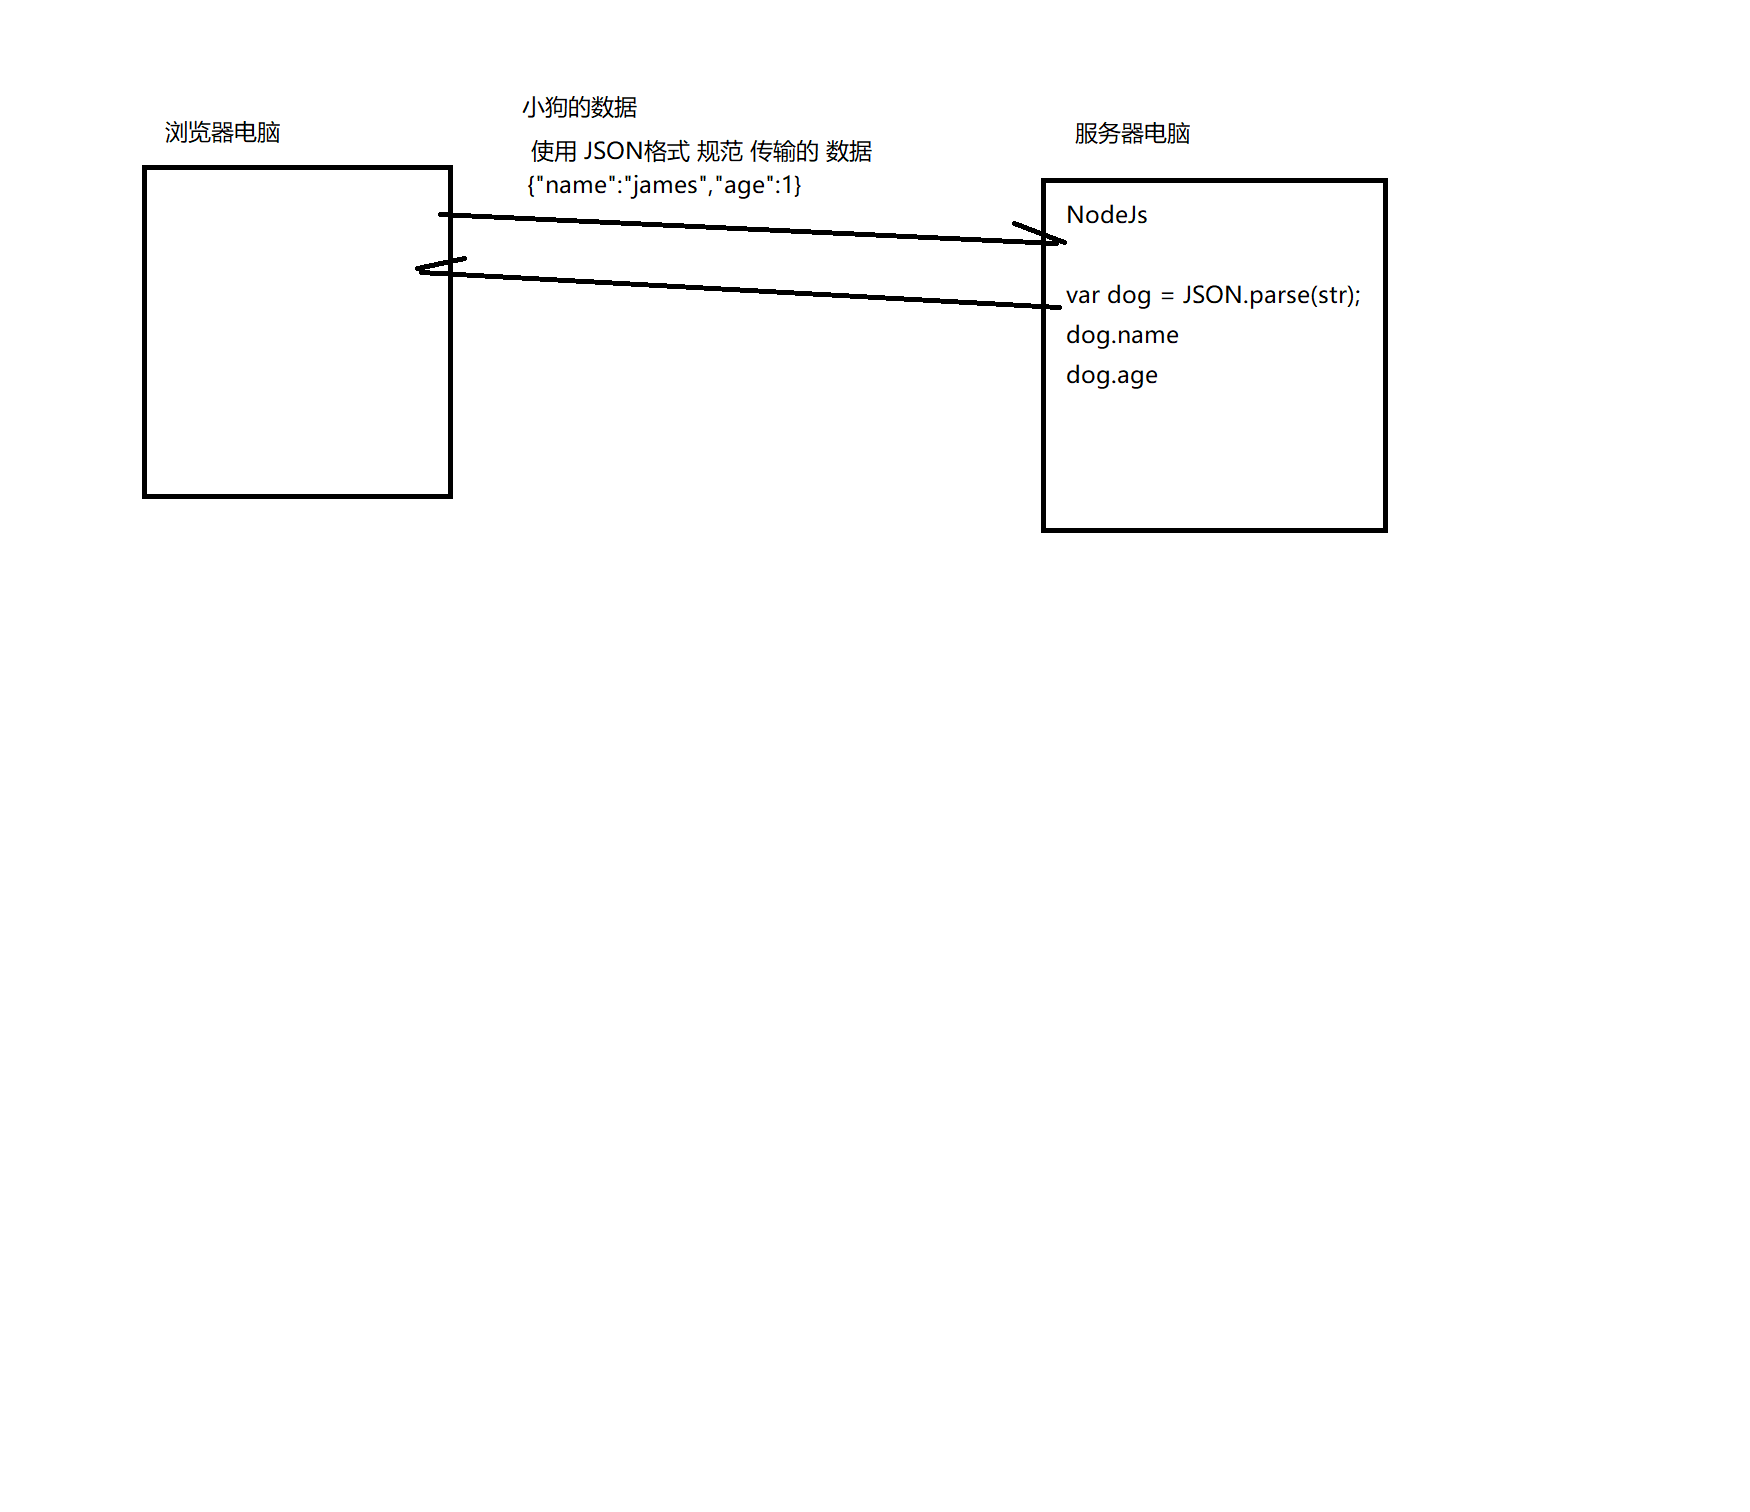 小狗的数据
浏览器电脑
服务器电脑
使用 JSON格式 规范 传输的 数据
{"name":"james","age":1}
NodeJs
var dog = JSON.parse(str);
dog.name
dog.age